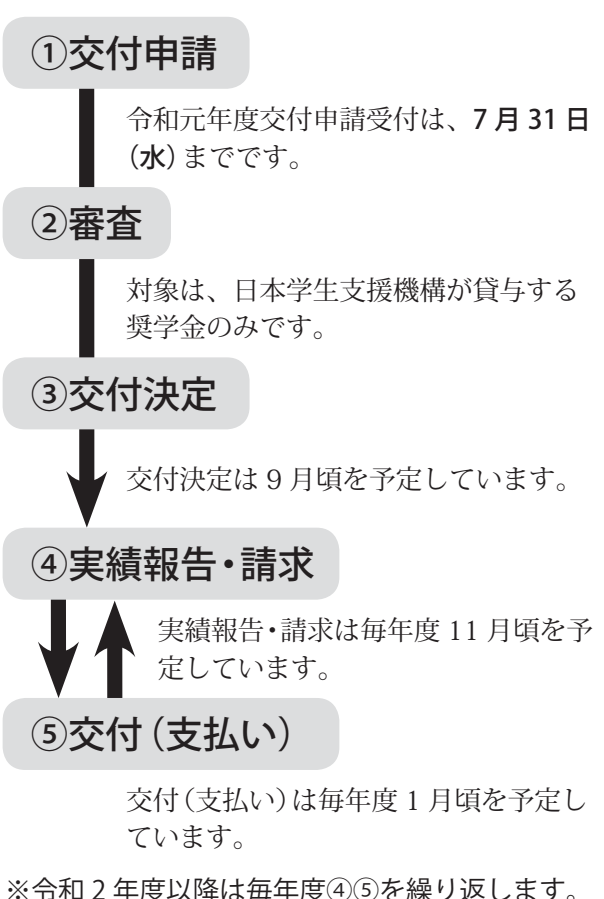 ①交付申請
令和元年度交付申請受付は、7月31日
（水）までです。
②審査
対象は、日本学生支援機構が貸与する
奨学金のみです。
③交付決定
交付決定は9月頃を予定しています。
④実績報告・請求
実績報告・請求は毎年度11月頃を予
定しています。
⑤交付（支払い）
交付（支払い）は毎年度1月頃を予定し
ています。
※令和2年度以降は毎年度④⑤を繰り返します。